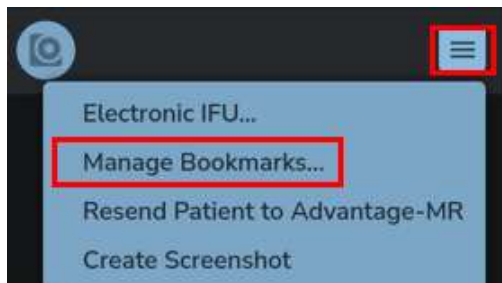 Electronic IFU...
Manage Bookmarks...
Resend Patient to Advantage-MR
Create Screenshot